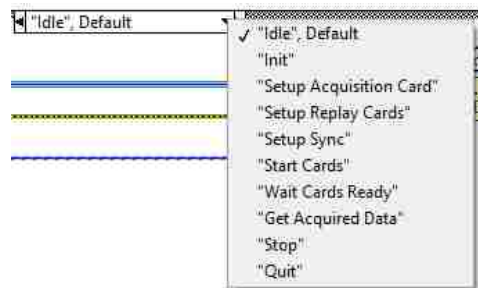 "Idle", Default
"Idle", Default
"Init"
"Setup Acquisition Card"
"Setup Replay Cards"
"Setup Sync"
"Start Cards"
"Wait Cards Ready"
"Get Acquired Data"
"Stop"
"Quit"